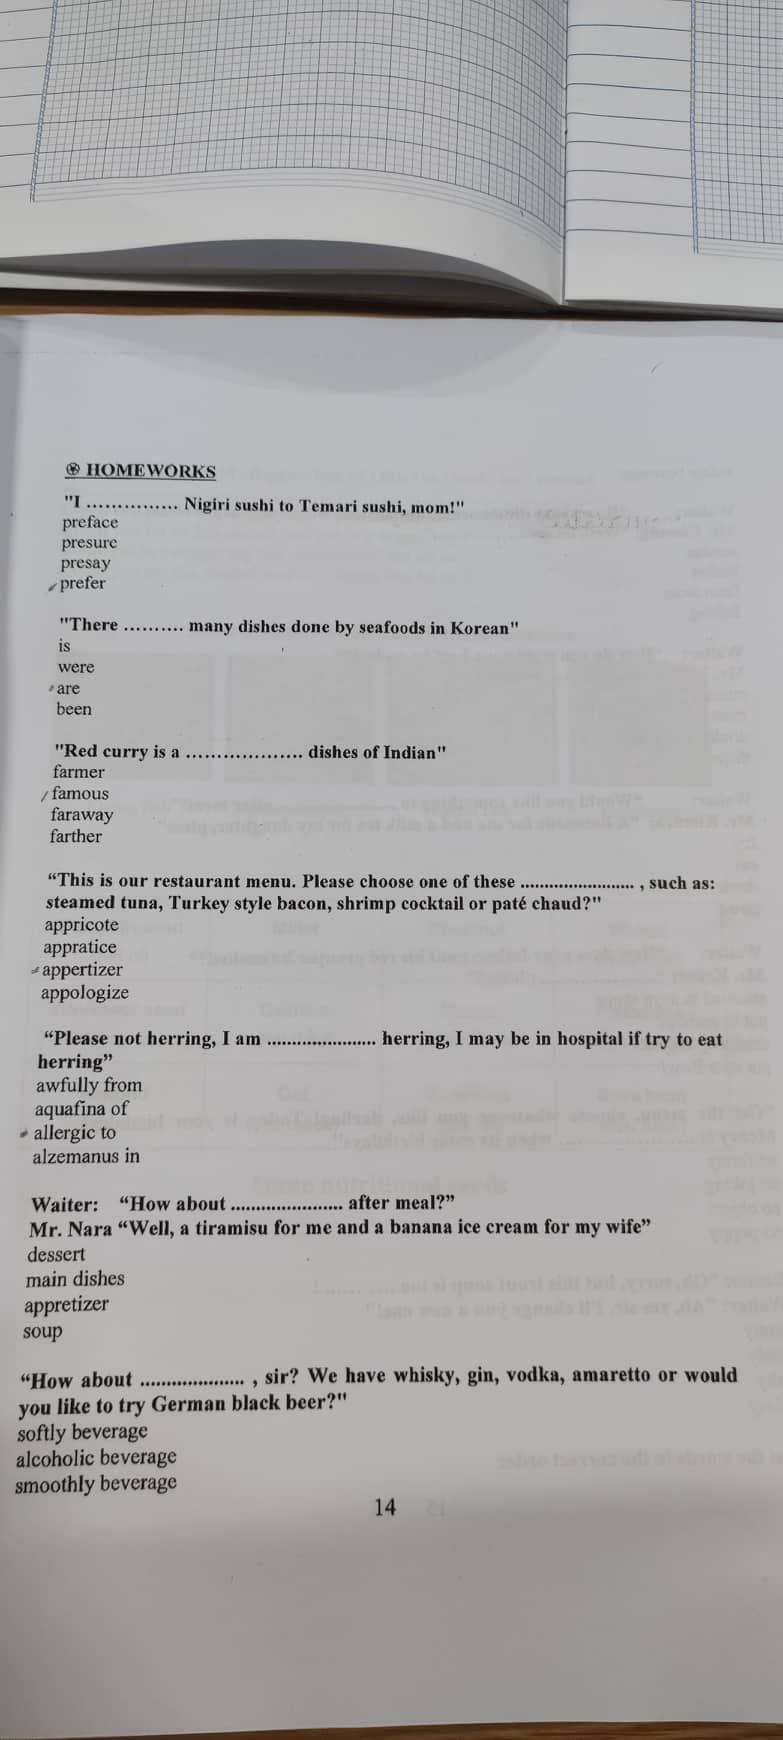 HOMEWORKS
"I ............... Nigiri sushi to Temari sushi, mom!"
preface
presure
presay
prefer
"There .......... many dishes done by seafoods in Korean"
is
were
are
been
"Red curry is a ................... dishes of Indian"
farmer
famous
faraway
farther
“This is our restaurant menu. Please choose one of these ........................ , such as:
steamed tuna, Turkey style bacon, shrimp cocktail or paté chaud?"
appricote
appratice
appertizer
appologize
“Please not herring, I am ...................... herring, I may be in hospital if try to eat
herring”
awfully from
aquafina of
allergic to
alzemanus in
Waiter: “How about ....................... after meal?”
Mr. Nara “Well, a tiramisu for me and a banana ice cream for my wife”
dessert
main dishes
appretizer
soup
“How about .................... , sir? We have whisky, gin, vodka, amaretto or would
you like to try German black beer?"
softly beverage
alcoholic beverage
smoothly beverage
14